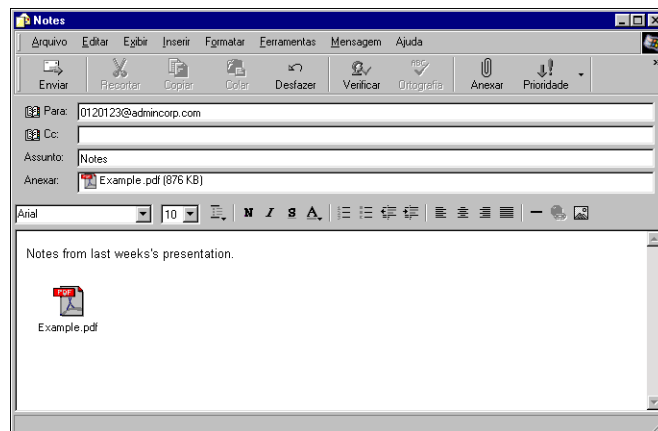 Notes
Arquivo Editar Exibir Inserir Formatar Ferramentas Mensagem Ajuda
Enviar Recortar Copiar Colar Desfazer Verificar Ortografia Anexar Prioridade
Para: 0120123@admincorp.com
Cc:
Assunto: Notes
Anexar: Example.pdf (876 KB)
Arial 10 N I S A
Notes from last weeks's presentation.
PDF
Example.pdf